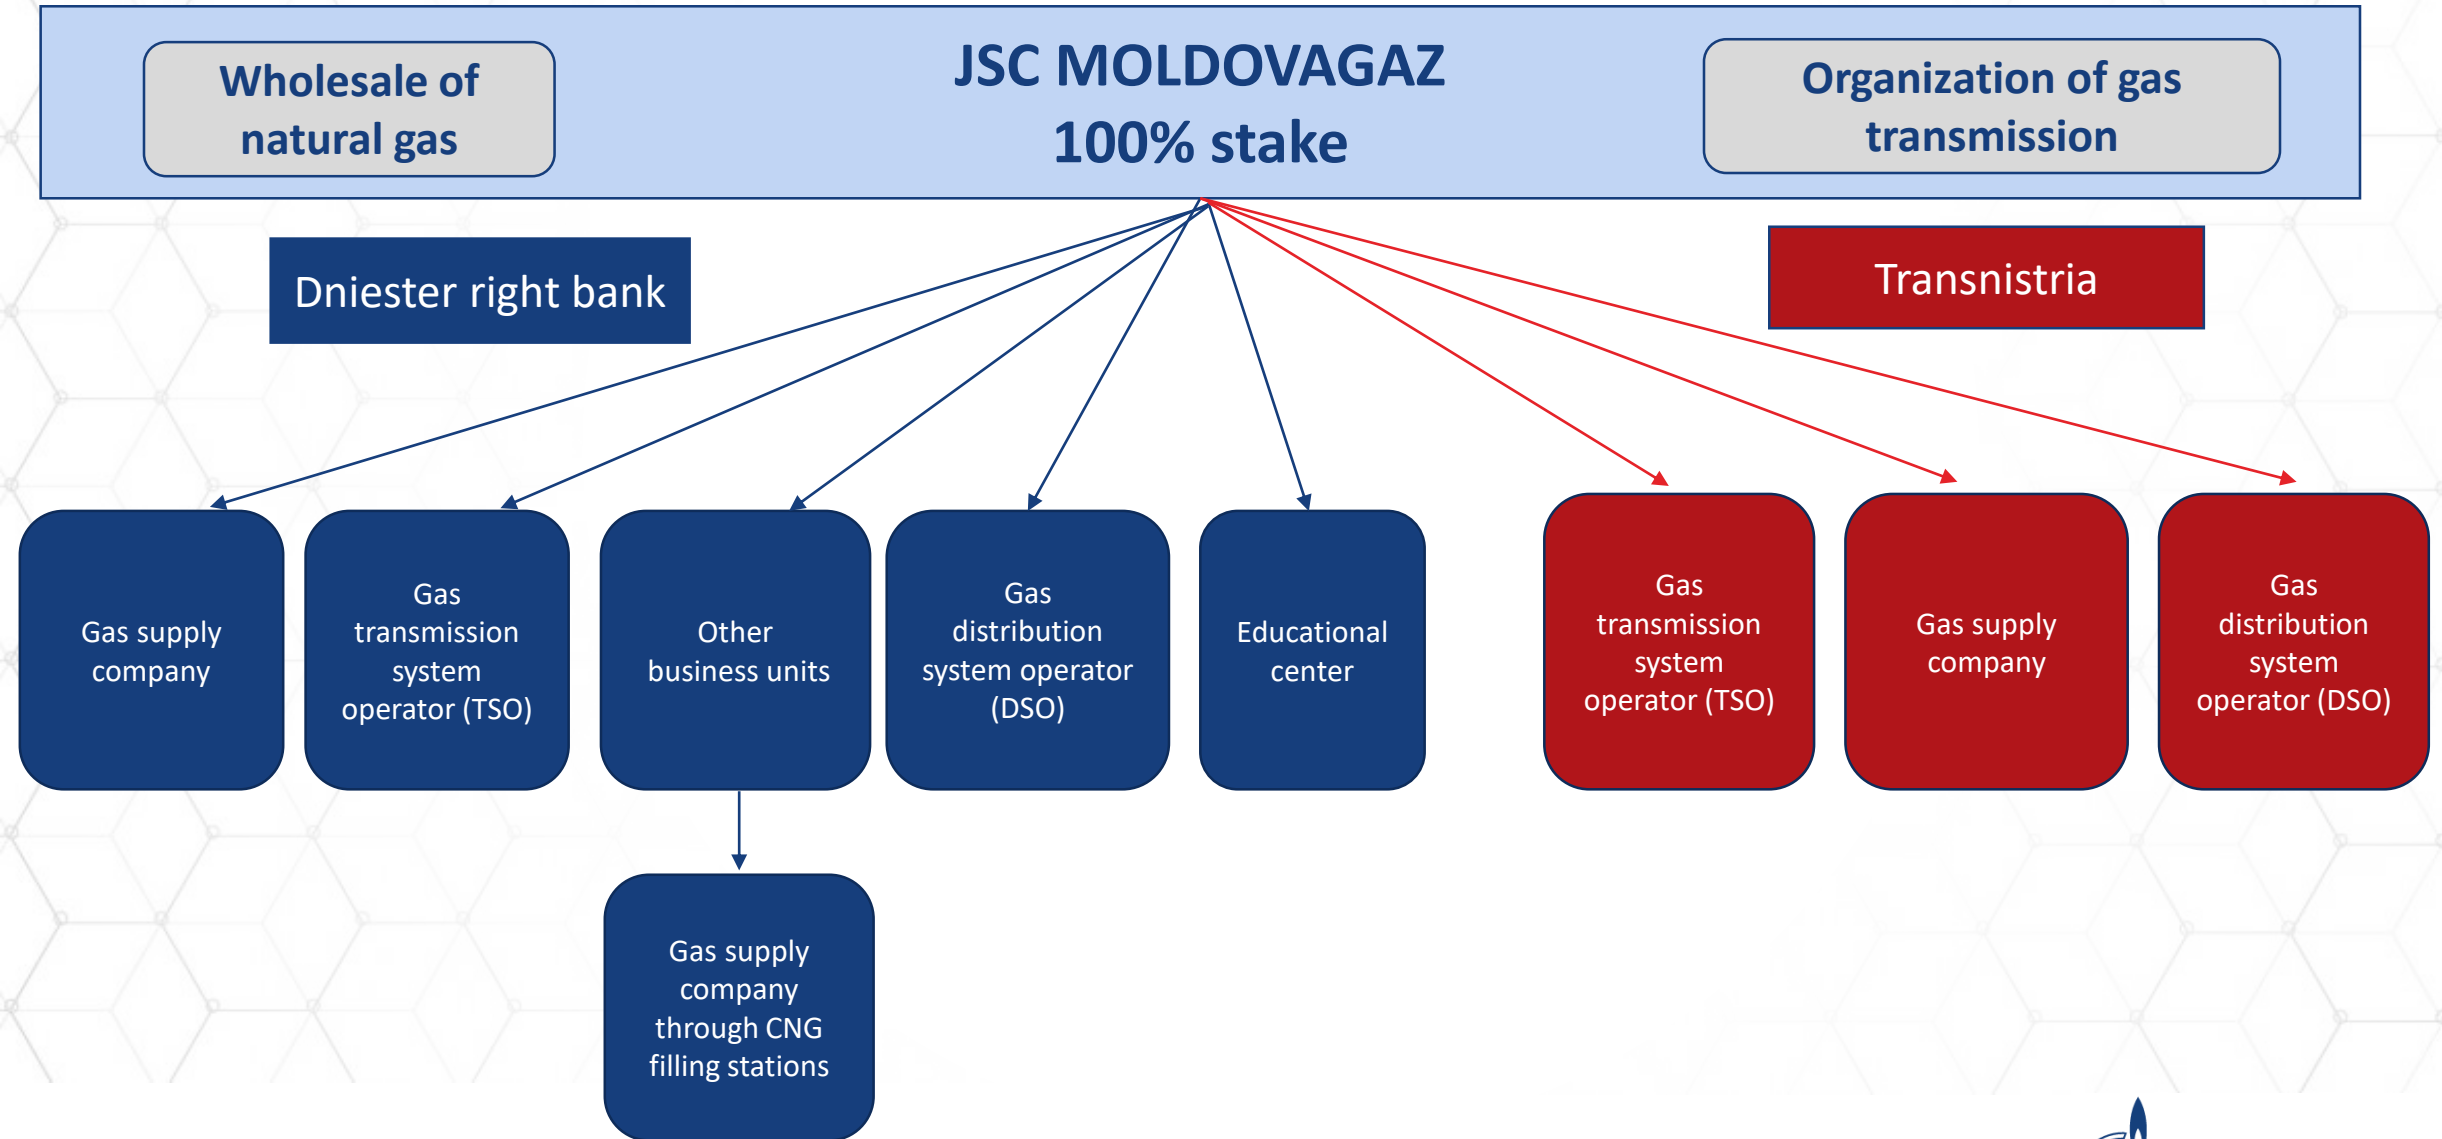 Wholesale of
natural gas
JSC MOLDOVAGAZ
100% stake
Organization of gas
transmission
Dniester right bank
Transnistria
Gas supply
company
Gas
transmission
system
operator (TSO)
Other
business units
Gas
distribution
system operator
(DSO)
Educational
center
Gas
transmission
system
operator (TSO)
Gas supply
company
Gas
distribution
system
operator (DSO)
Gas supply
company
through CNG
filling stations